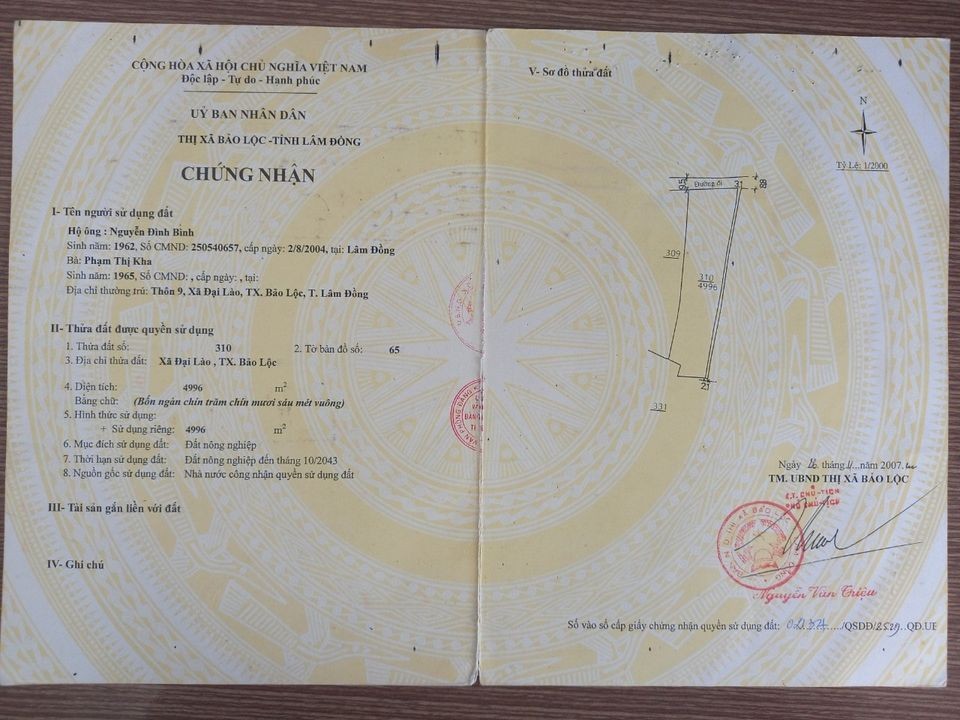 CỘNG HÒA XÃ HỘI CHỦ NGHĨA VIỆT NAM
Độc lập - Tự do - Hạnh phúc
UỶ BAN NHÂN DÂN
THỊ XÃ BẢO LỘC -TỈNH LÂM ĐỒNG
CHỨNG NHẬN
I- Tên người sử dụng đất
Hộ ông : Nguyễn Đình Bính
Sinh năm: 1962, Số CMND: 250540657, cấp ngày: 2/8/2004, tại: Lâm Đồng
Bà: Phạm Thị Kha
Sinh năm: 1965, Số CMND: , cấp ngày: , tại:
Địa chỉ thường trú: Thôn 9, Xã Đại Lào, TX. Bảo Lộc, T. Lâm Đồng
II- Thửa đất được quyền sử dụng
1. Thửa đất số: 310 2. Tờ bản đồ số: 65
3. Địa chỉ thửa đất: Xã Đại Lào , TX. Bảo Lộc
4. Diện tích: 4996 m2
Bằng chữ: (Bốn ngàn chín trăm chín mươi sáu mét vuông)
5. Hình thức sử dụng:
+ Sử dụng riêng: 4996 m2
6. Mục đích sử dụng đất: Đất nông nghiệp
7. Thời hạn sử dụng đất: Đất nông nghiệp đến tháng 10/2043
8. Nguồn gốc sử dụng đất: Nhà nước công nhận quyền sử dụng đất
III- Tài sản gắn liền với đất
IV- Ghi chú
V- Sơ đồ thửa đất
N
Tỷ Lệ: 1/2000
Đường đi
309
310
4996
331
21
Ngày tháng năm 2007
TM. UBND THỊ XÃ BẢO LỘC
K.T. CHỦ TỊCH
PHÓ CHỦ TỊCH
Nguyễn Văn Triệu
Số vào sổ cấp giấy chứng nhận quyền sử dụng đất: /QSDĐ/2529..QĐ.UB